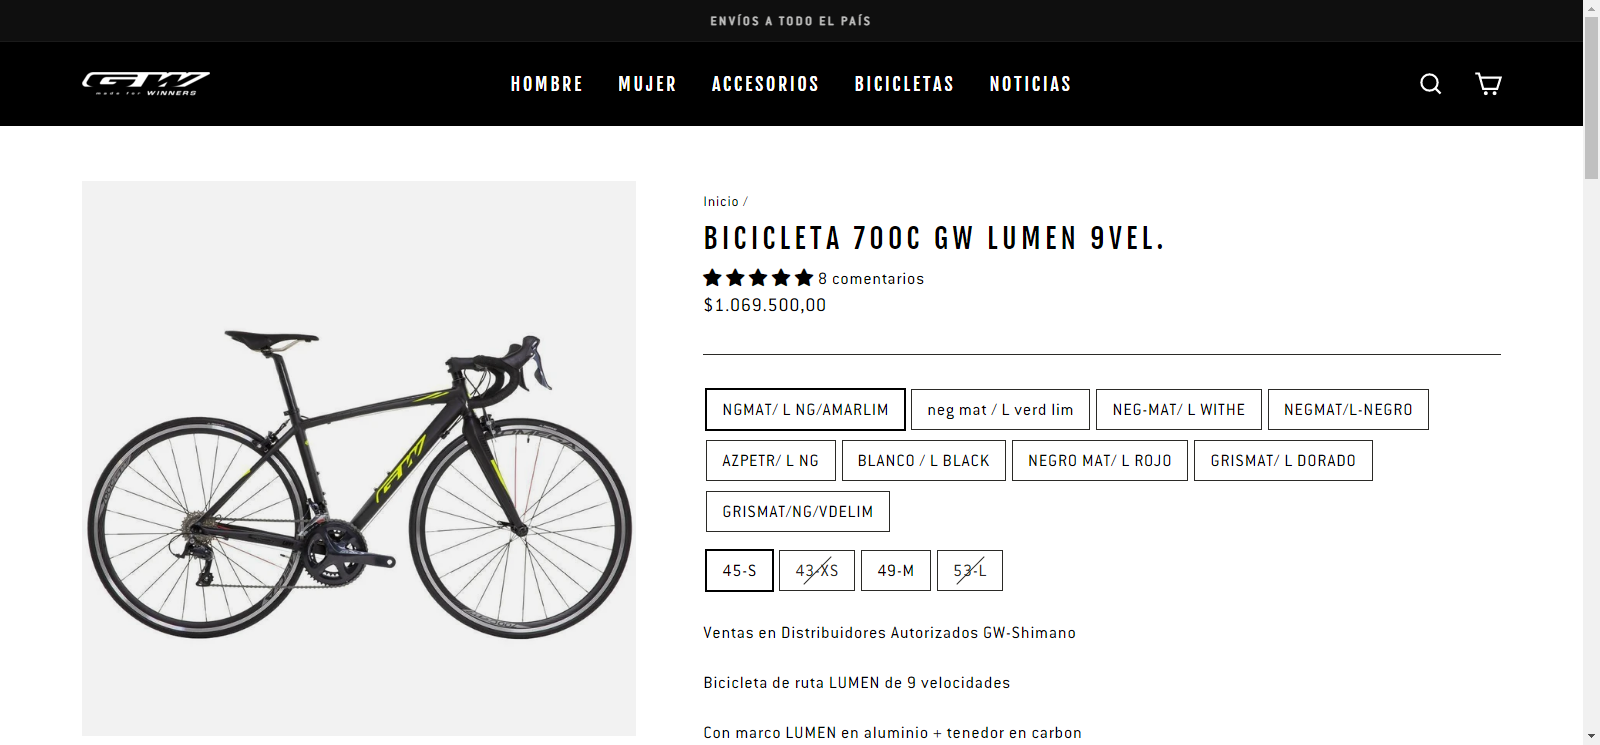 ENVÍOS A TODO EL PAÍS
GW
made for WINNERS
HOMBRE MUJER ACCESORIOS BICICLETAS NOTICIAS
Inicio /
BICICLETA 700C GW LUMEN 9VEL.
8 comentarios
$1.069.500,00
NGMAT/ L NG/AMARLIM neg mat / L verd lim NEG-MAT/ L WITHE NEGMAT/L-NEGRO
AZPETR/ L NG BLANCO / L BLACK NEGRO MAT/ L ROJO GRISMAT/ L DORADO
GRISMAT/NG/VDELIM
45-S 43-XS 49-M 53-L
GW
Ventas en Distribuidores Autorizados GW-Shimano
Bicicleta de ruta LUMEN de 9 velocidades
Con marco LUMEN en aluminio + tenedor en carbon